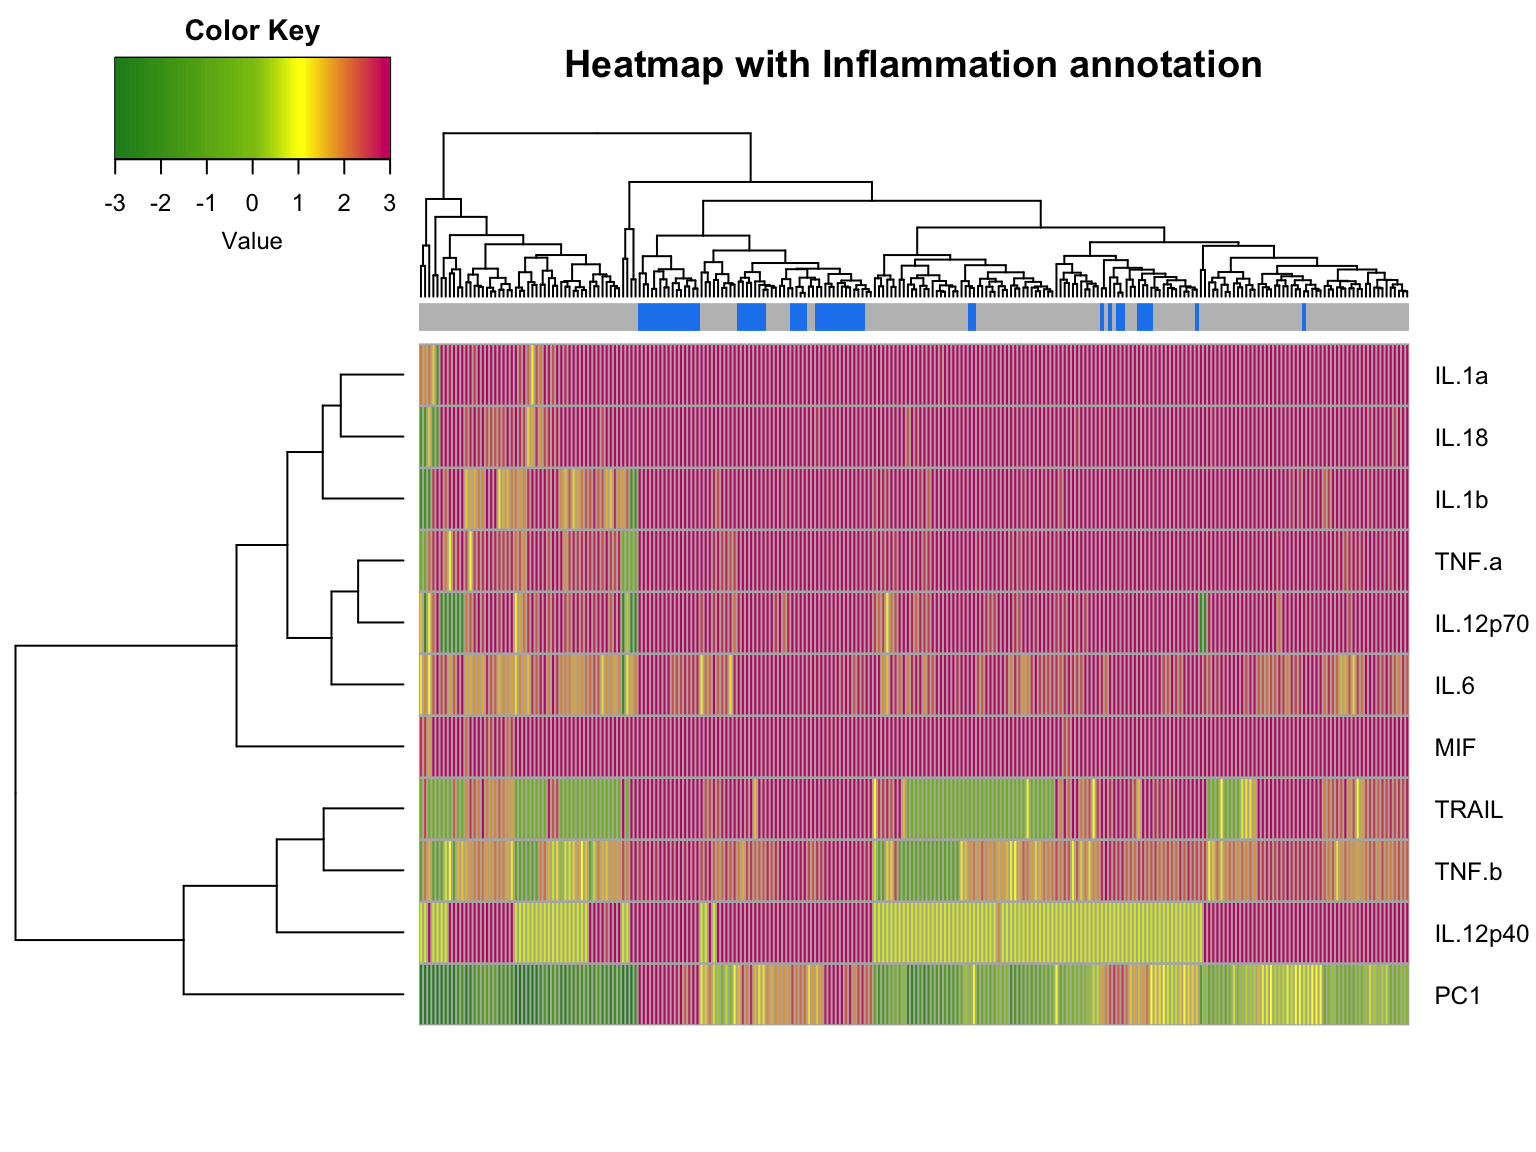 Color Key
Heatmap with Inflammation annotation
-3 -2 -1 0 1 2 3
Value
IL.1a
IL.18
IL.1b
TNF.a
IL.12p70
IL.6
MIF
TRAIL
TNF.b
IL.12p40
PC1